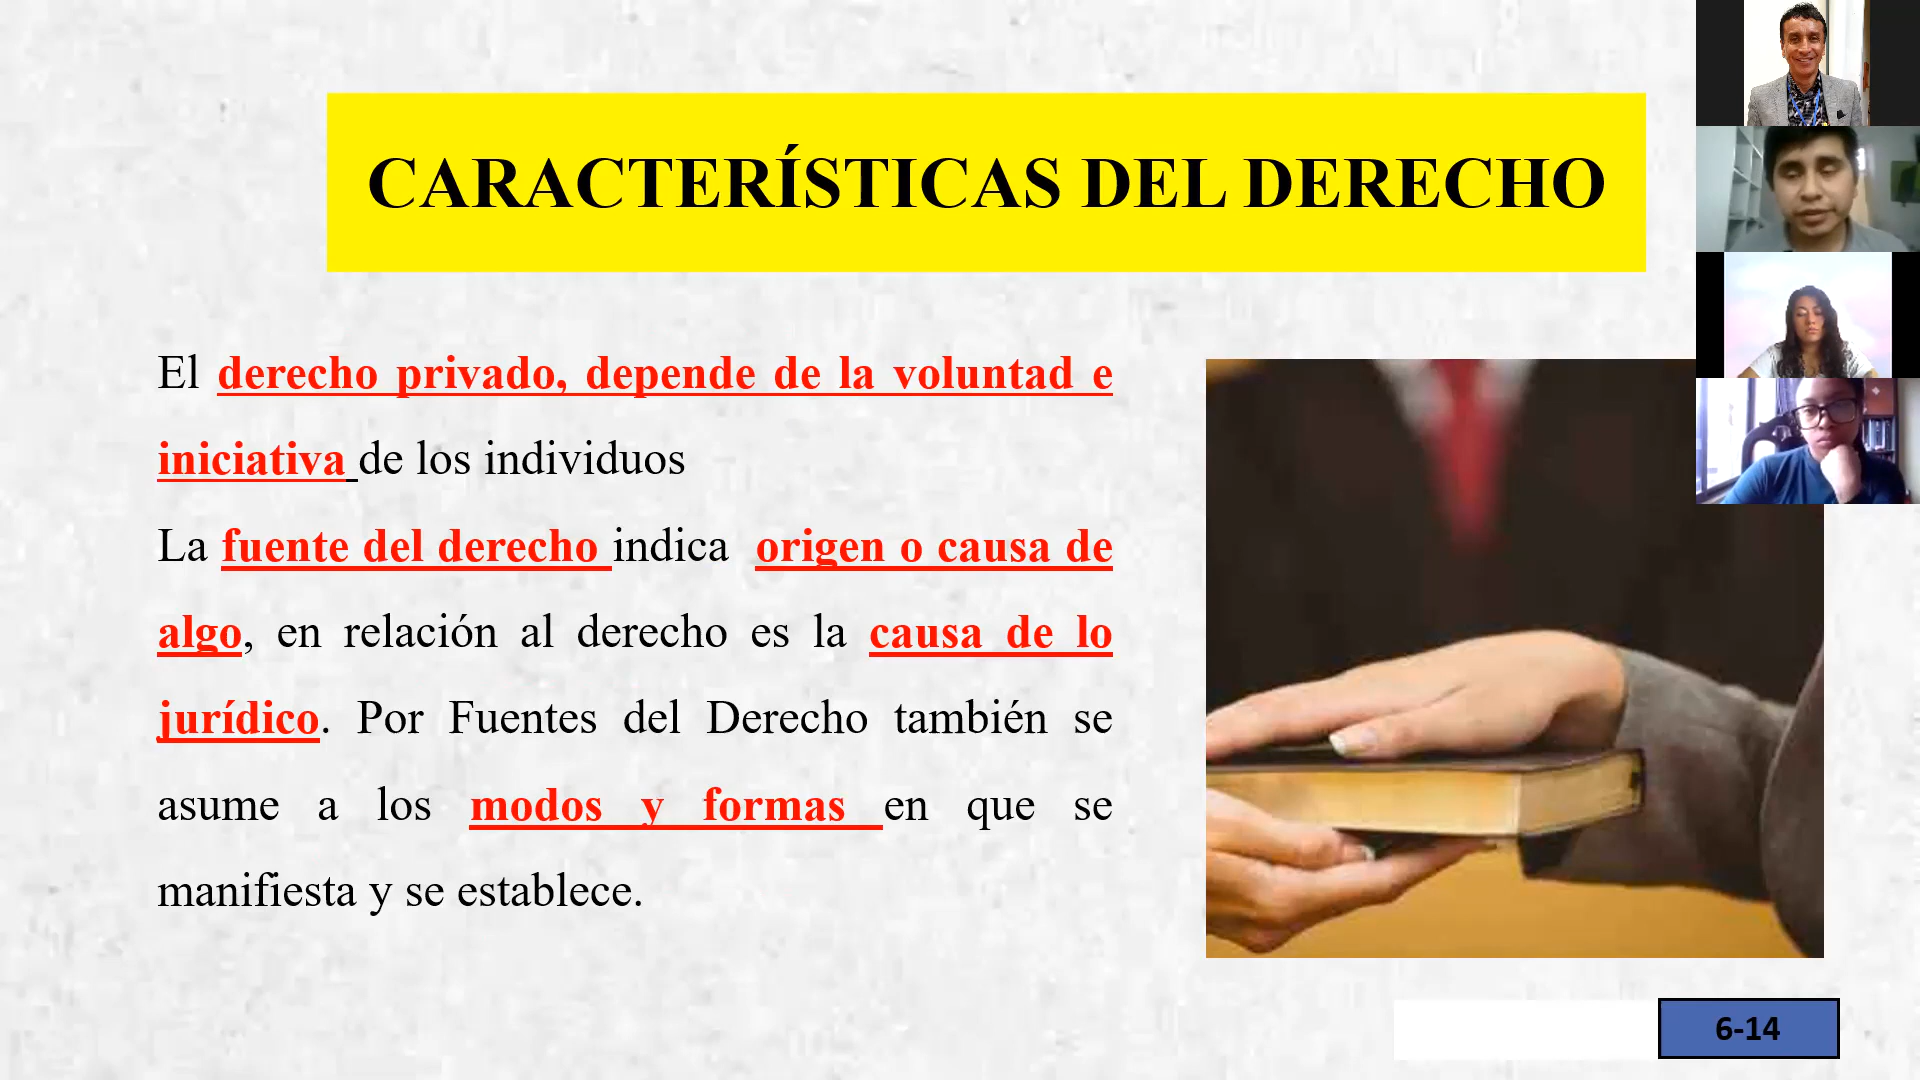 CARACTERÍSTICAS DEL DERECHO
El derecho privado, depende de la voluntad e
iniciativa de los individuos
La fuente del derecho indica origen o causa de
algo, en relación al derecho es la causa de lo
jurídico. Por Fuentes del Derecho también se
asume a los modos y formas en que se
manifiesta y se establece.
6-14